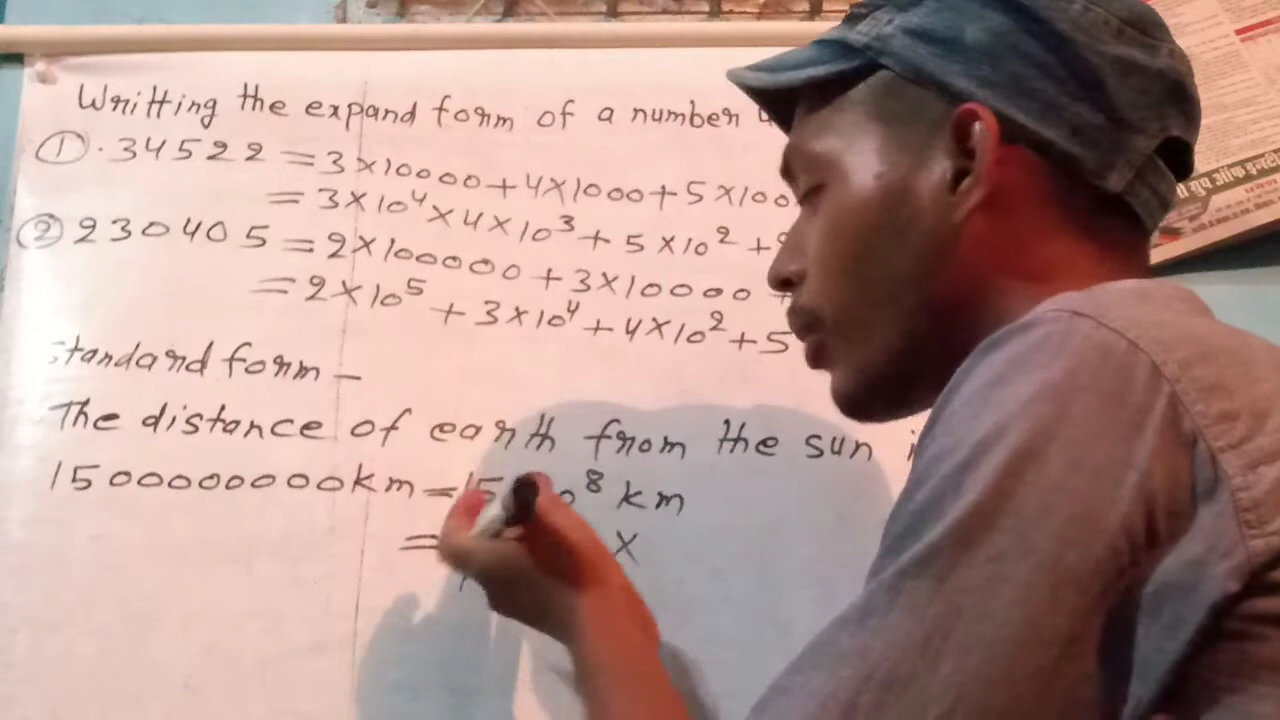 Writting the expand form of a number
① . 34522 = 3×10000+4×1000+5×100
= 3×10⁴×4×10³+5×10²+
② 230405 = 2×100000+3×10000+
= 2×10⁵+3×10⁴+4×10²+5
standard form –
The distance of earth from the sun i
1500000000km = 15 0⁸ km
= ×